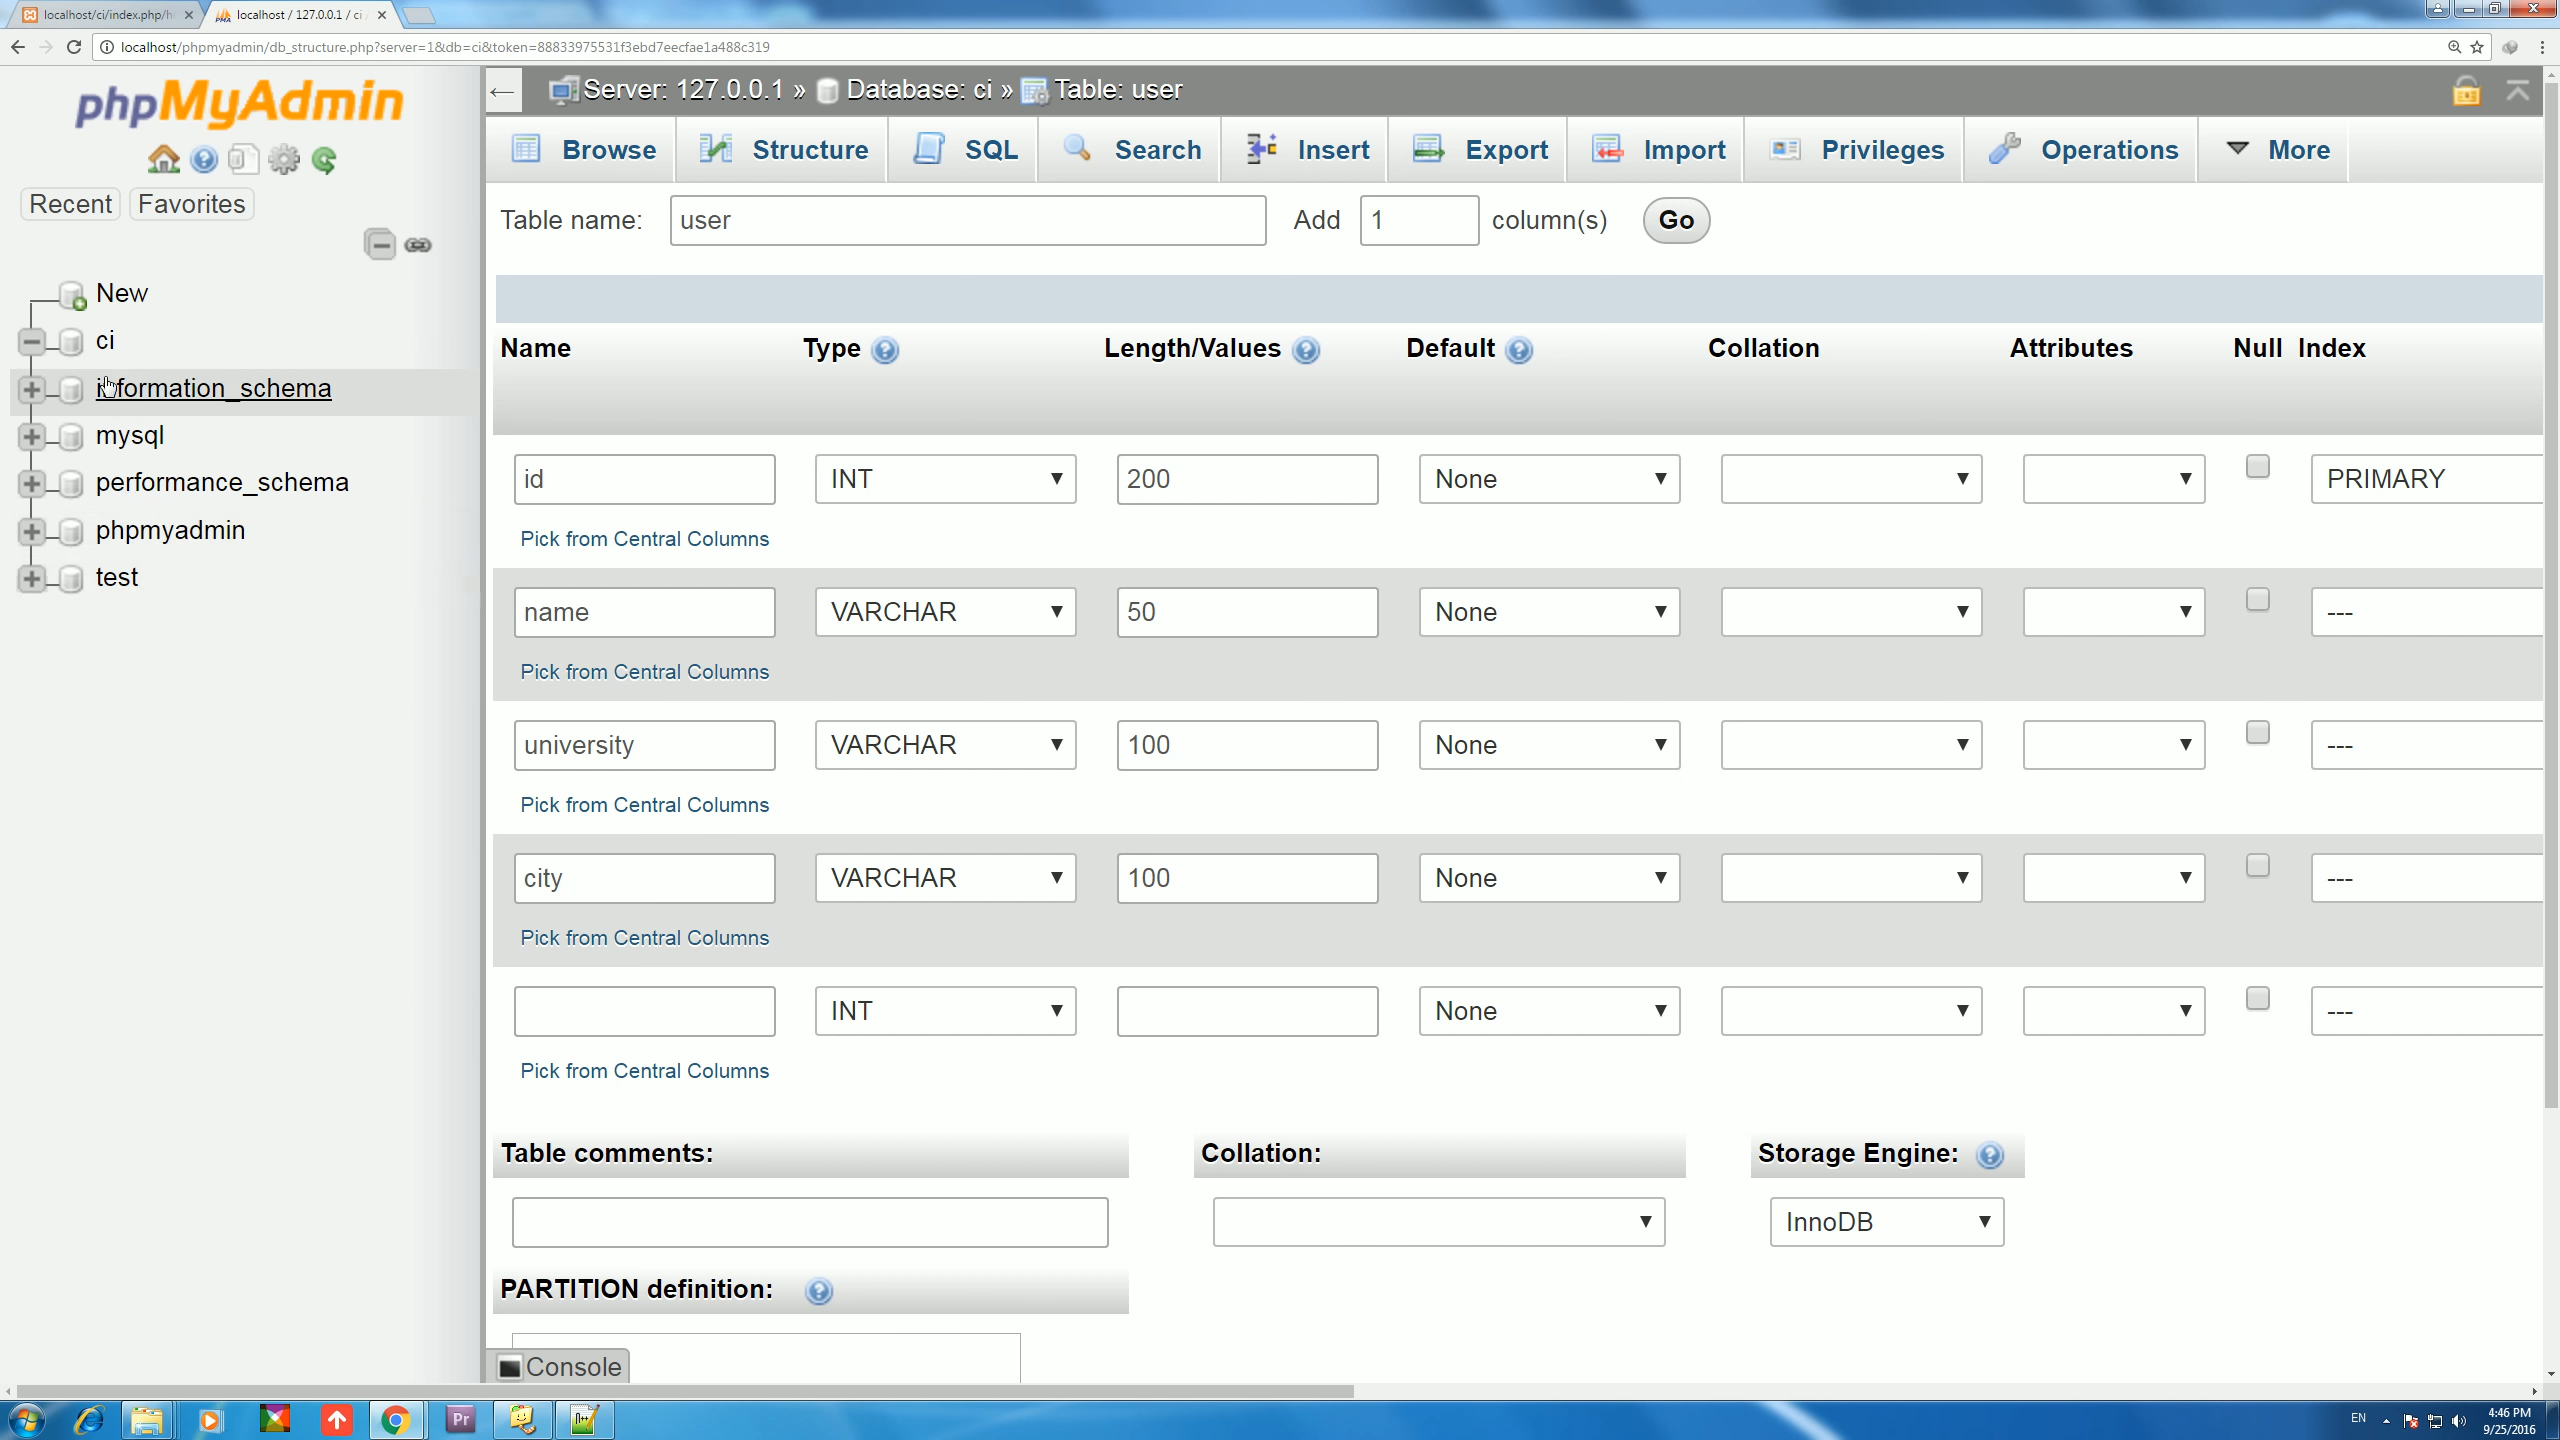 localhost/ci/index.php/h
localhost / 127.0.0.1 / ci
localhost/phpmyadmin/db_structure.php?server=1&db=ci&token=88833975531f3ebd7eecfae1a488c319
phpMyAdmin
Recent Favorites
New
ci
information_schema
mysql
performance_schema
phpmyadmin
test
Server: 127.0.0.1 » Database: ci » Table: user
Browse Structure SQL Search Insert Export Import Privileges Operations More
Table name: user Add 1 column(s) Go
Name Type Length/Values Default Collation Attributes Null Index
id INT 200 None PRIMARY
Pick from Central Columns
name VARCHAR 50 None ---
Pick from Central Columns
university VARCHAR 100 None ---
Pick from Central Columns
city VARCHAR 100 None ---
Pick from Central Columns
INT None ---
Pick from Central Columns
Table comments: Collation: Storage Engine:
InnoDB
PARTITION definition:
Console
Pr
EN
4:46 PM
9/25/2016